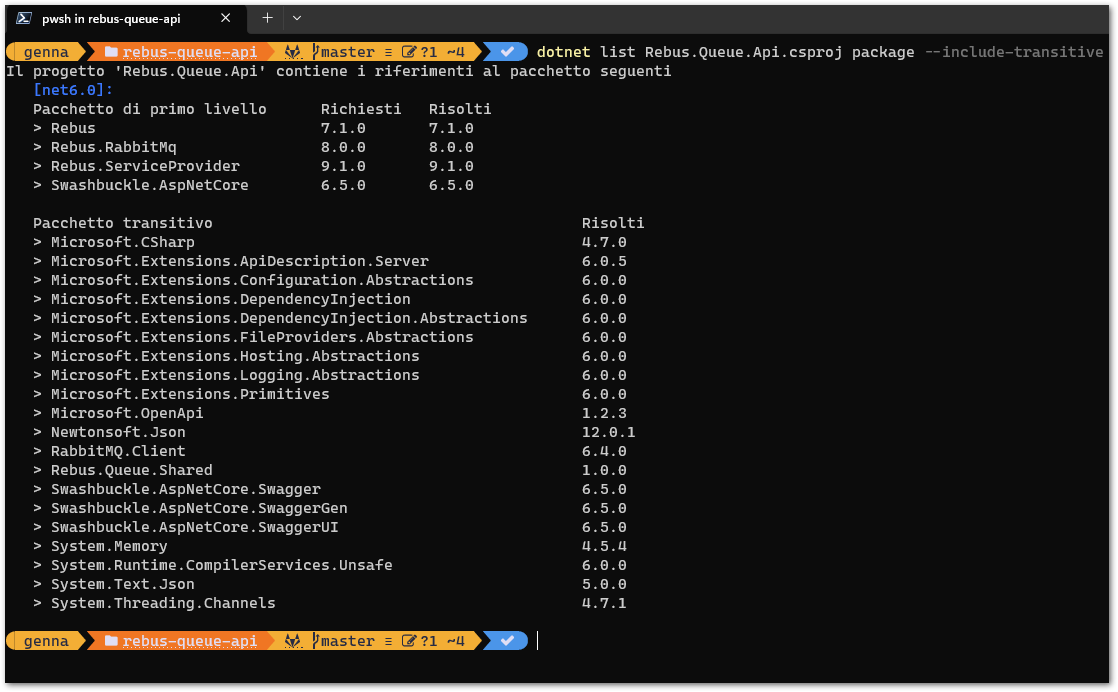 pwsh in rebus-queue-api
genna rebus-queue-api master ≡ ?1 ~4 dotnet list Rebus.Queue.Api.csproj package --include-transitive
Il progetto 'Rebus.Queue.Api' contiene i riferimenti al pacchetto seguenti
[net6.0]:
Pacchetto di primo livello Richiesti Risolti
> Rebus 7.1.0 7.1.0
> Rebus.RabbitMq 8.0.0 8.0.0
> Rebus.ServiceProvider 9.1.0 9.1.0
> Swashbuckle.AspNetCore 6.5.0 6.5.0
Pacchetto transitivo Risolti
> Microsoft.CSharp 4.7.0
> Microsoft.Extensions.ApiDescription.Server 6.0.5
> Microsoft.Extensions.Configuration.Abstractions 6.0.0
> Microsoft.Extensions.DependencyInjection 6.0.0
> Microsoft.Extensions.DependencyInjection.Abstractions 6.0.0
> Microsoft.Extensions.FileProviders.Abstractions 6.0.0
> Microsoft.Extensions.Hosting.Abstractions 6.0.0
> Microsoft.Extensions.Logging.Abstractions 6.0.0
> Microsoft.Extensions.Primitives 6.0.0
> Microsoft.OpenApi 1.2.3
> Newtonsoft.Json 12.0.1
> RabbitMQ.Client 6.4.0
> Rebus.Queue.Shared 1.0.0
> Swashbuckle.AspNetCore.Swagger 6.5.0
> Swashbuckle.AspNetCore.SwaggerGen 6.5.0
> Swashbuckle.AspNetCore.SwaggerUI 6.5.0
> System.Memory 4.5.4
> System.Runtime.CompilerServices.Unsafe 6.0.0
> System.Text.Json 5.0.0
> System.Threading.Channels 4.7.1
genna rebus-queue-api master ≡ ?1 ~4